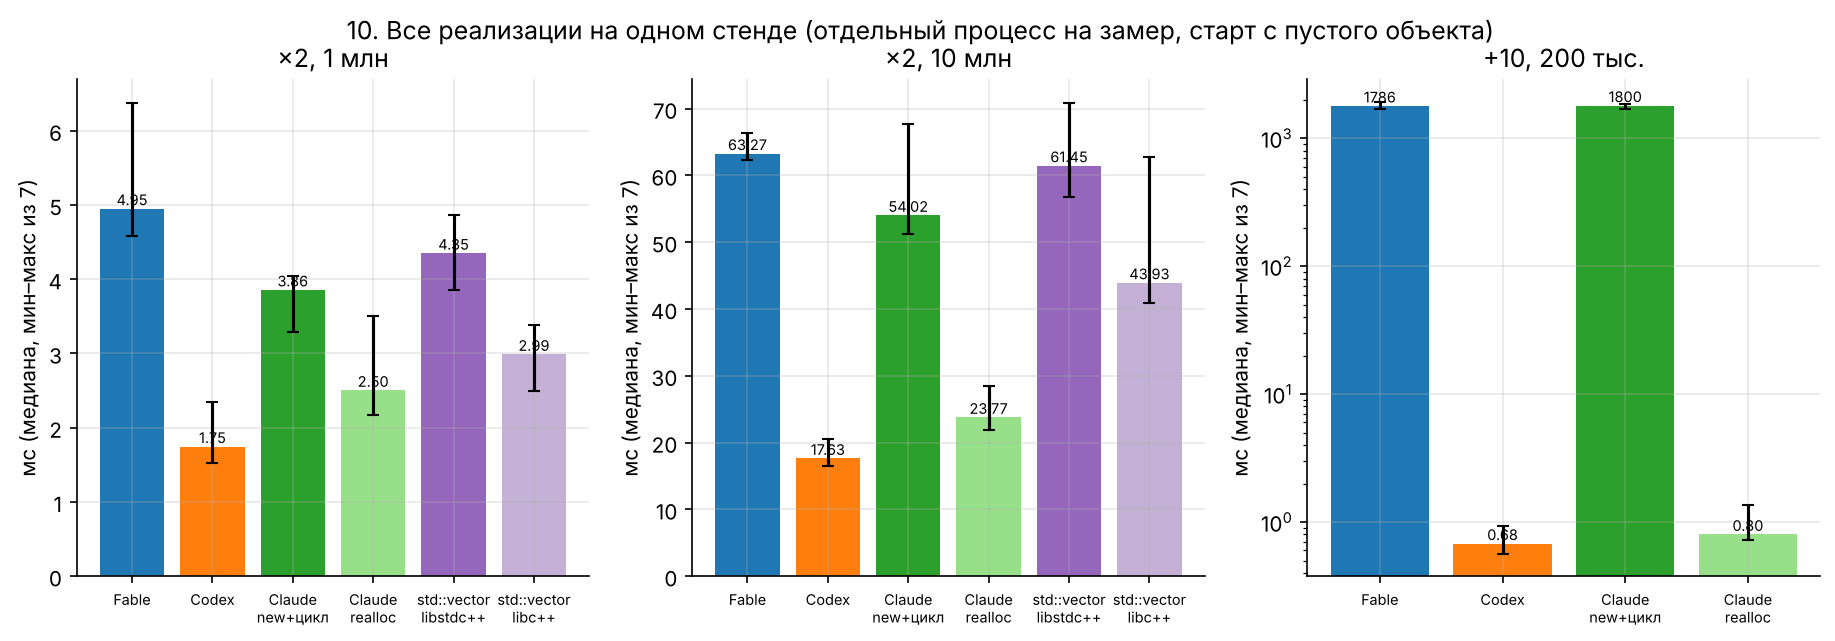 10. Все реализации на одном стенде (отдельный процесс на замер, старт с пустого объекта)
×2, 1 млн
мс (медиана, мин–макс из 7)
6
5
4
3
2
1
0
4.95
1.75
3.86
2.50
4.35
2.99
Fable
Codex
Claude
new+цикл
Claude
realloc
std::vector
libstdc++
std::vector
libc++
×2, 10 млн
мс (медиана, мин–макс из 7)
70
60
50
40
30
20
10
0
63.27
17.63
54.02
23.77
61.45
43.93
Fable
Codex
Claude
new+цикл
Claude
realloc
std::vector
libstdc++
std::vector
libc++
+10, 200 тыс.
мс (медиана, мин–макс из 7)
10³
10²
10¹
10⁰
1786
0.68
1800
0.80
Fable
Codex
Claude
new+цикл
Claude
realloc